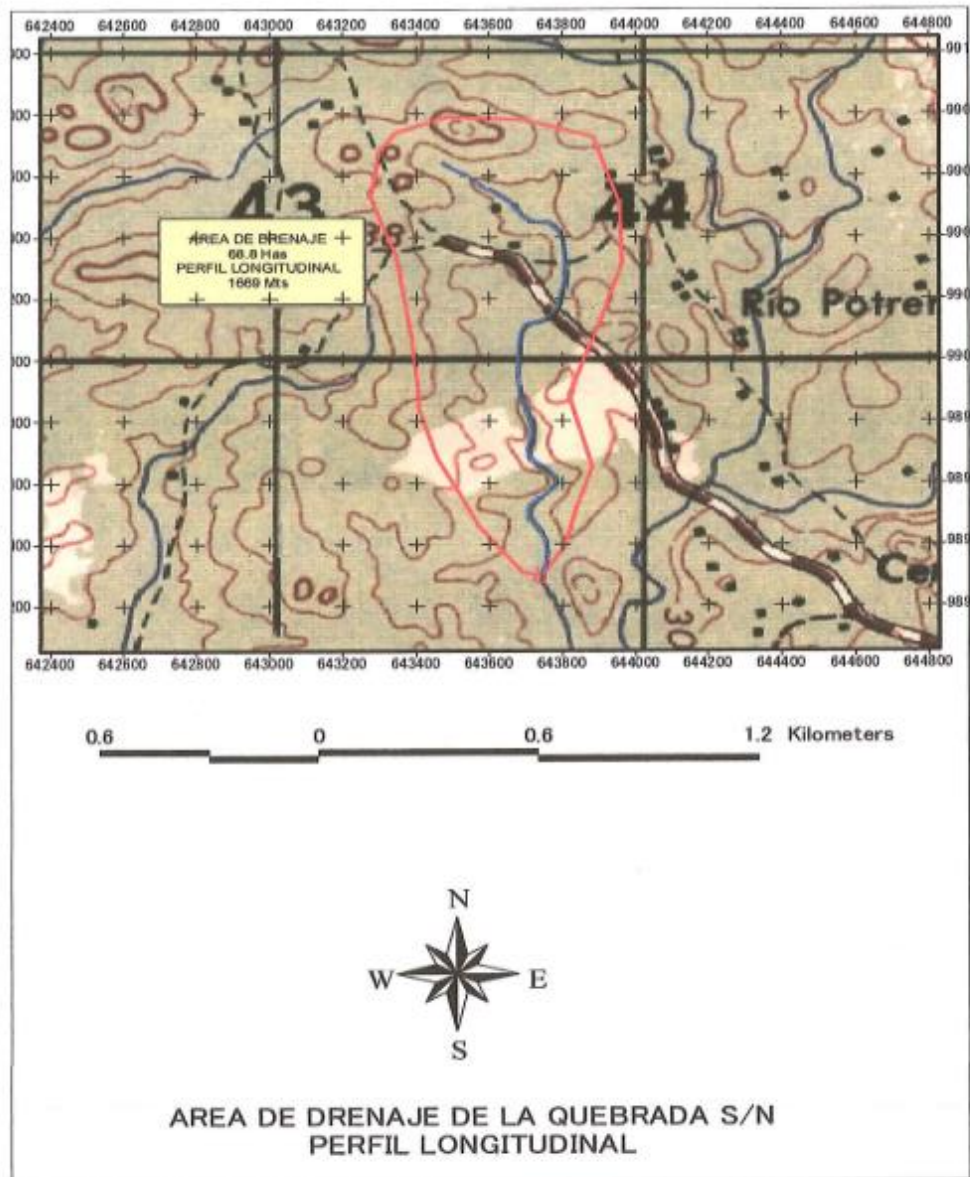 642400 642600 642800 643000 643200 643400 643600 643800 644000 644200 644400 644600 644800
43
44
AREA DE DRENAJE
68.8 Has
PERFIL LONGITUDINAL
1669 Mts
Río Potrer
Cer
30
642400 642600 642800 643000 643200 643400 643600 643800 644000 644200 644400 644600 644800
0.6 0 0.6 1.2 Kilometers
N
W E
S
AREA DE DRENAJE DE LA QUEBRADA S/N
PERFIL LONGITUDINAL